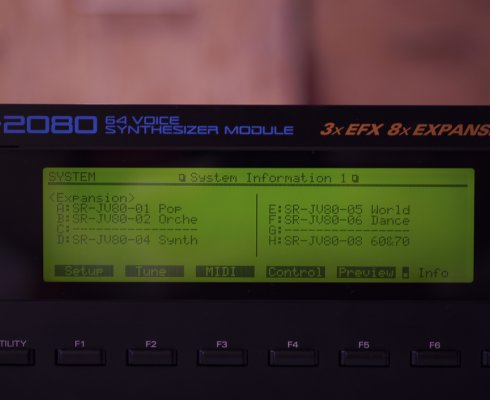 -2080 64 VOICE
SYNTHESIZER MODULE
3x EFX 8x EXPANS
SYSTEM System Information 1
<Expansion>
A:SR-JV80-01 Pop
B:SR-JV80-02 Orche
C:----------------
D:SR-JV80-04 Synth
E:SR-JV80-05 World
F:SR-JV80-06 Dance
G:----------------
H:SR-JV80-08 60&70
Setup Tune MIDI Control Preview Info
TILITY F1 F2 F3 F4 F5 F6